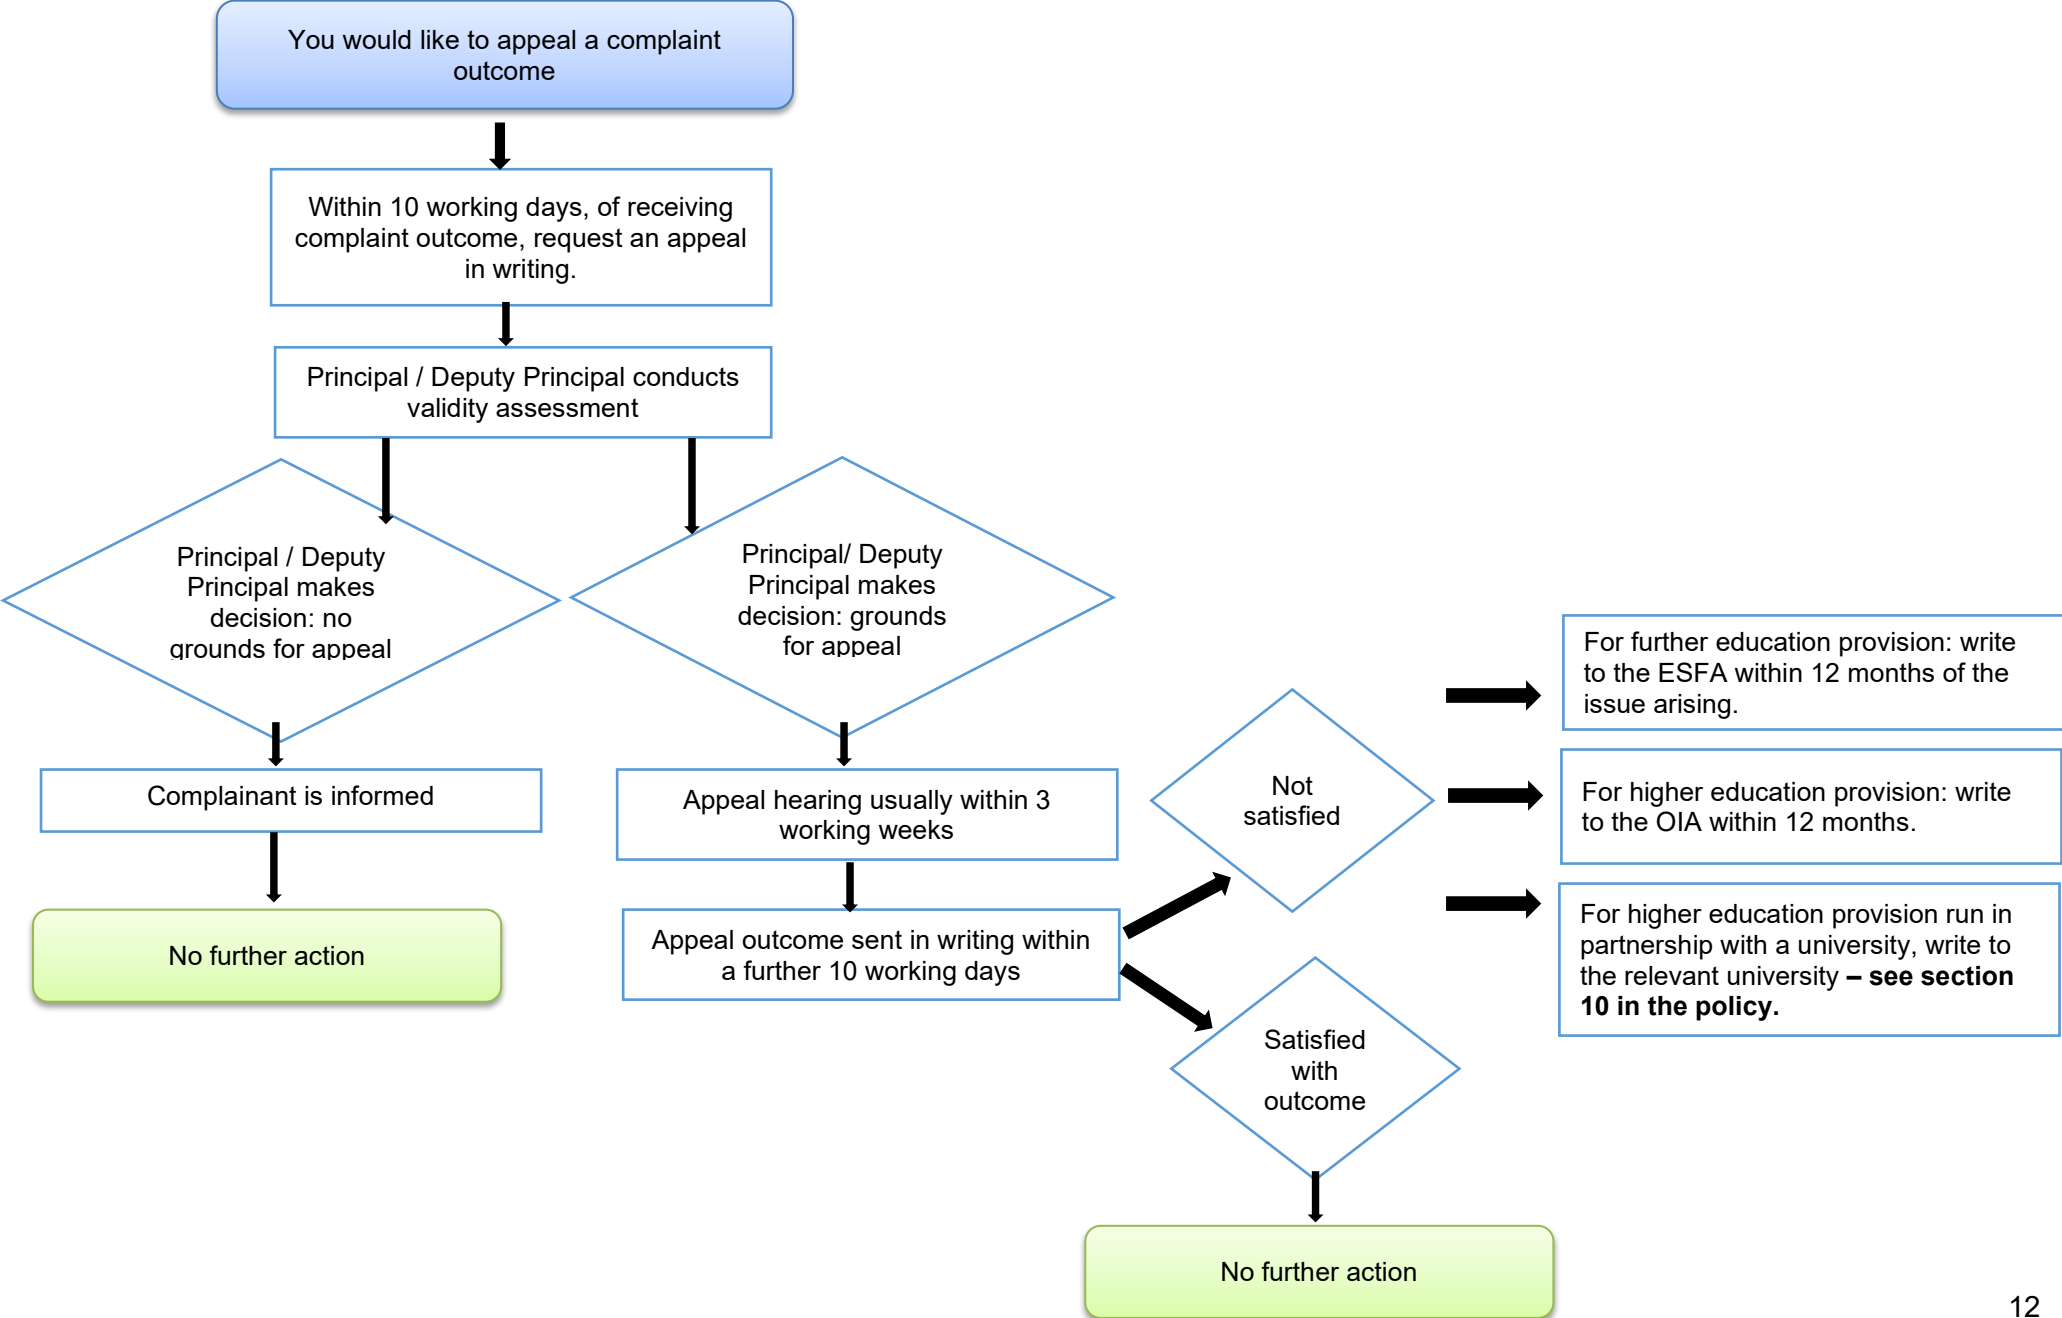 You would like to appeal a complaint
outcome
Within 10 working days, of receiving
complaint outcome, request an appeal
in writing.
Principal / Deputy Principal conducts
validity assessment
Principal / Deputy
Principal makes
decision: no
grounds for appeal
Principal/ Deputy
Principal makes
decision: grounds
for appeal
Complainant is informed
No further action
Appeal hearing usually within 3
working weeks
Appeal outcome sent in writing within
a further 10 working days
Not
satisfied
Satisfied
with
outcome
No further action
For further education provision: write
to the ESFA within 12 months of the
issue arising.
For higher education provision: write
to the OIA within 12 months.
For higher education provision run in
partnership with a university, write to
the relevant university – see section
10 in the policy.
12